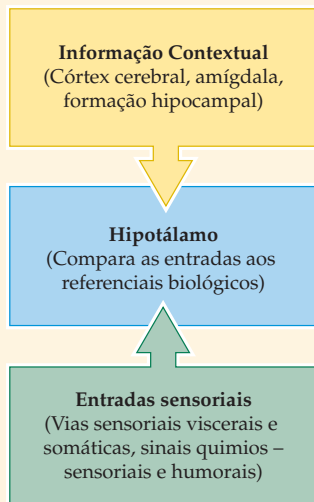 Informação Contextual
(Córtex cerebral, amígdala,
formação hipocampal)
Hipotálamo
(Compara as entradas aos
referenciais biológicos)
Entradas sensoriais
(Vias sensoriais viscerais e
somáticas, sinais quimios –
sensoriais e humorais)